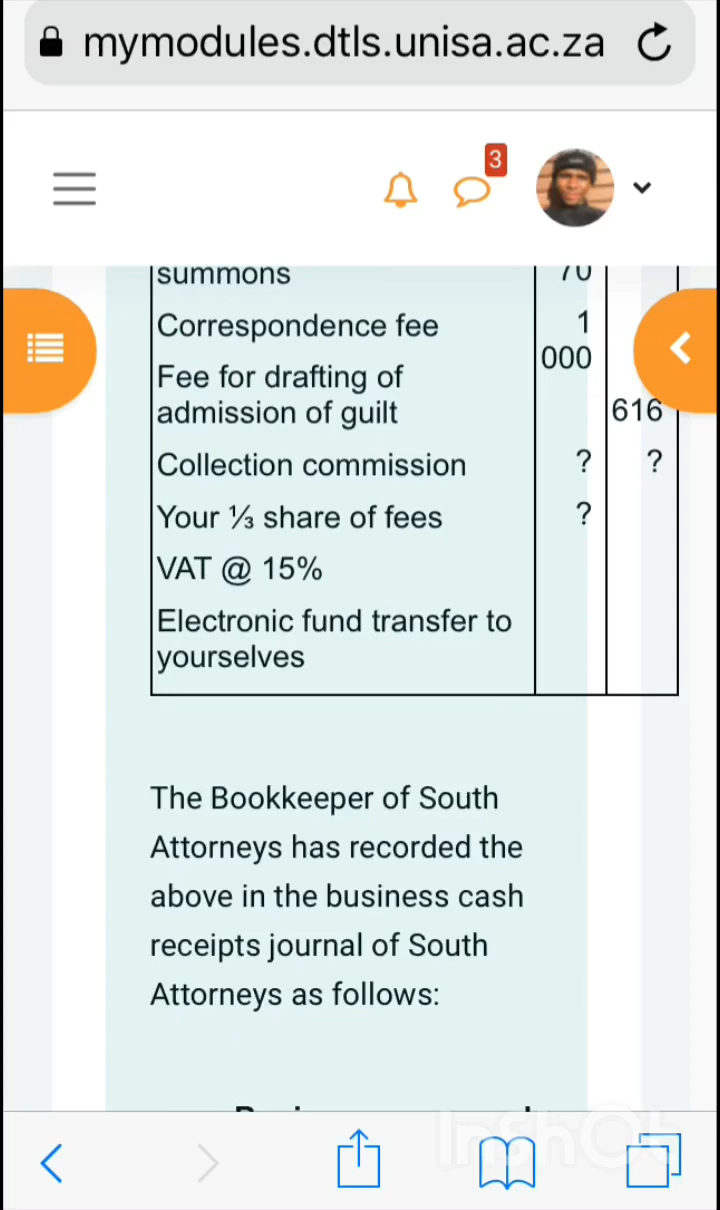 mymodules.dtls.unisa.ac.za
3
summons 70
Correspondence fee 1
000
Fee for drafting of
admission of guilt 616
Collection commission ? ?
Your ⅓ share of fees ?
VAT @ 15%
Electronic fund transfer to
yourselves
The Bookkeeper of South
Attorneys has recorded the
above in the business cash
receipts journal of South
Attorneys as follows:
InShOt